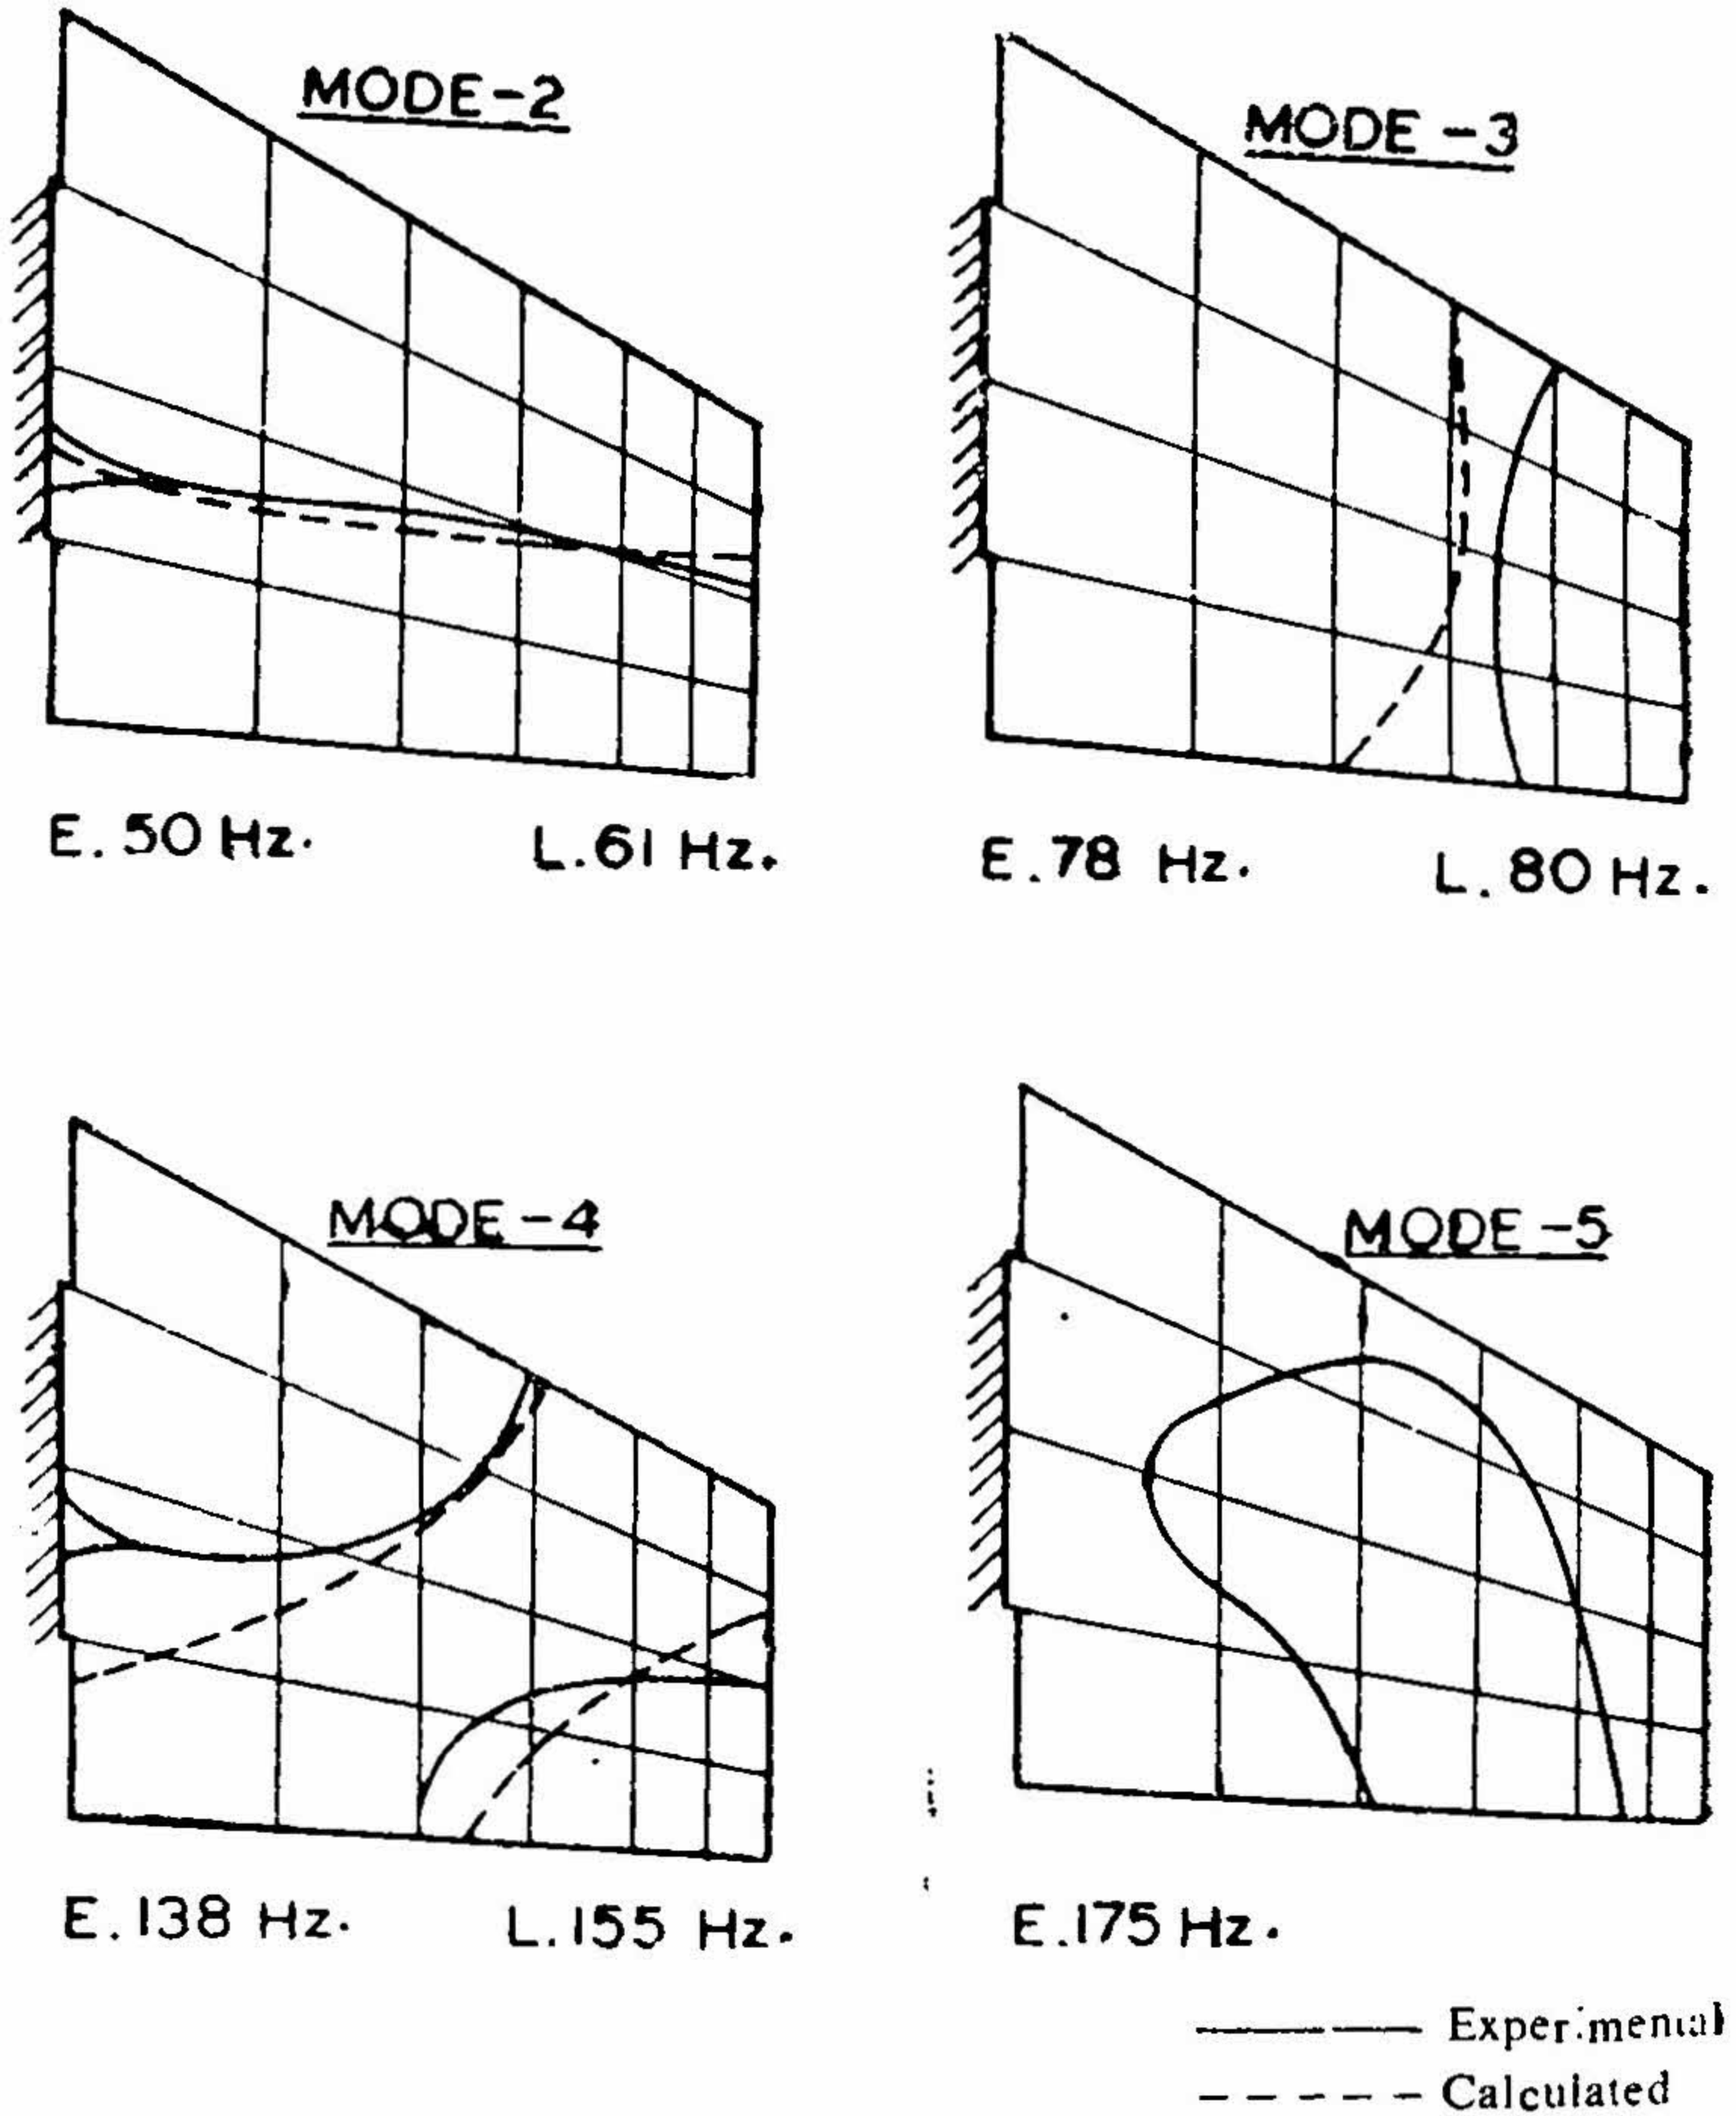 MODE-2
MODE -3
E. 50 Hz.
L. 61 Hz.
E. 78 Hz.
L. 80 Hz.
MODE -4
MODE -5
E. 138 Hz.
L. 155 Hz.
E. 175 Hz.
Experimental
Calculated